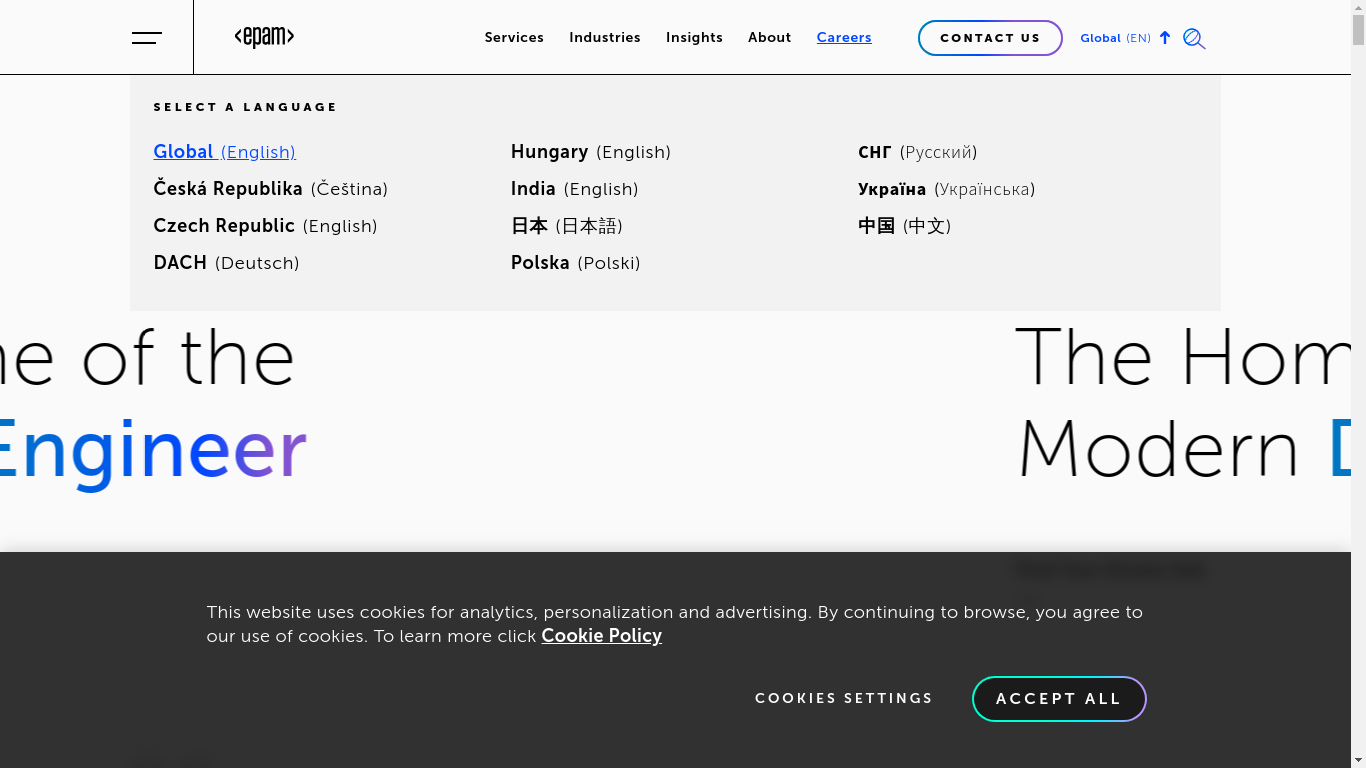 <epam>
Services Industries Insights About Careers CONTACT US Global (EN)
SELECT A LANGUAGE
Global (English)
Česká Republika (Čeština)
Czech Republic (English)
DACH (Deutsch)
Hungary (English)
India (English)
日本 (日本語)
Polska (Polski)
СНГ (Русский)
Україна (Українська)
中国 (中文)
of the
Engineer
The Hom
Modern D
This website uses cookies for analytics, personalization and advertising. By continuing to browse, you agree to
our use of cookies. To learn more click Cookie Policy
COOKIES SETTINGS ACCEPT ALL